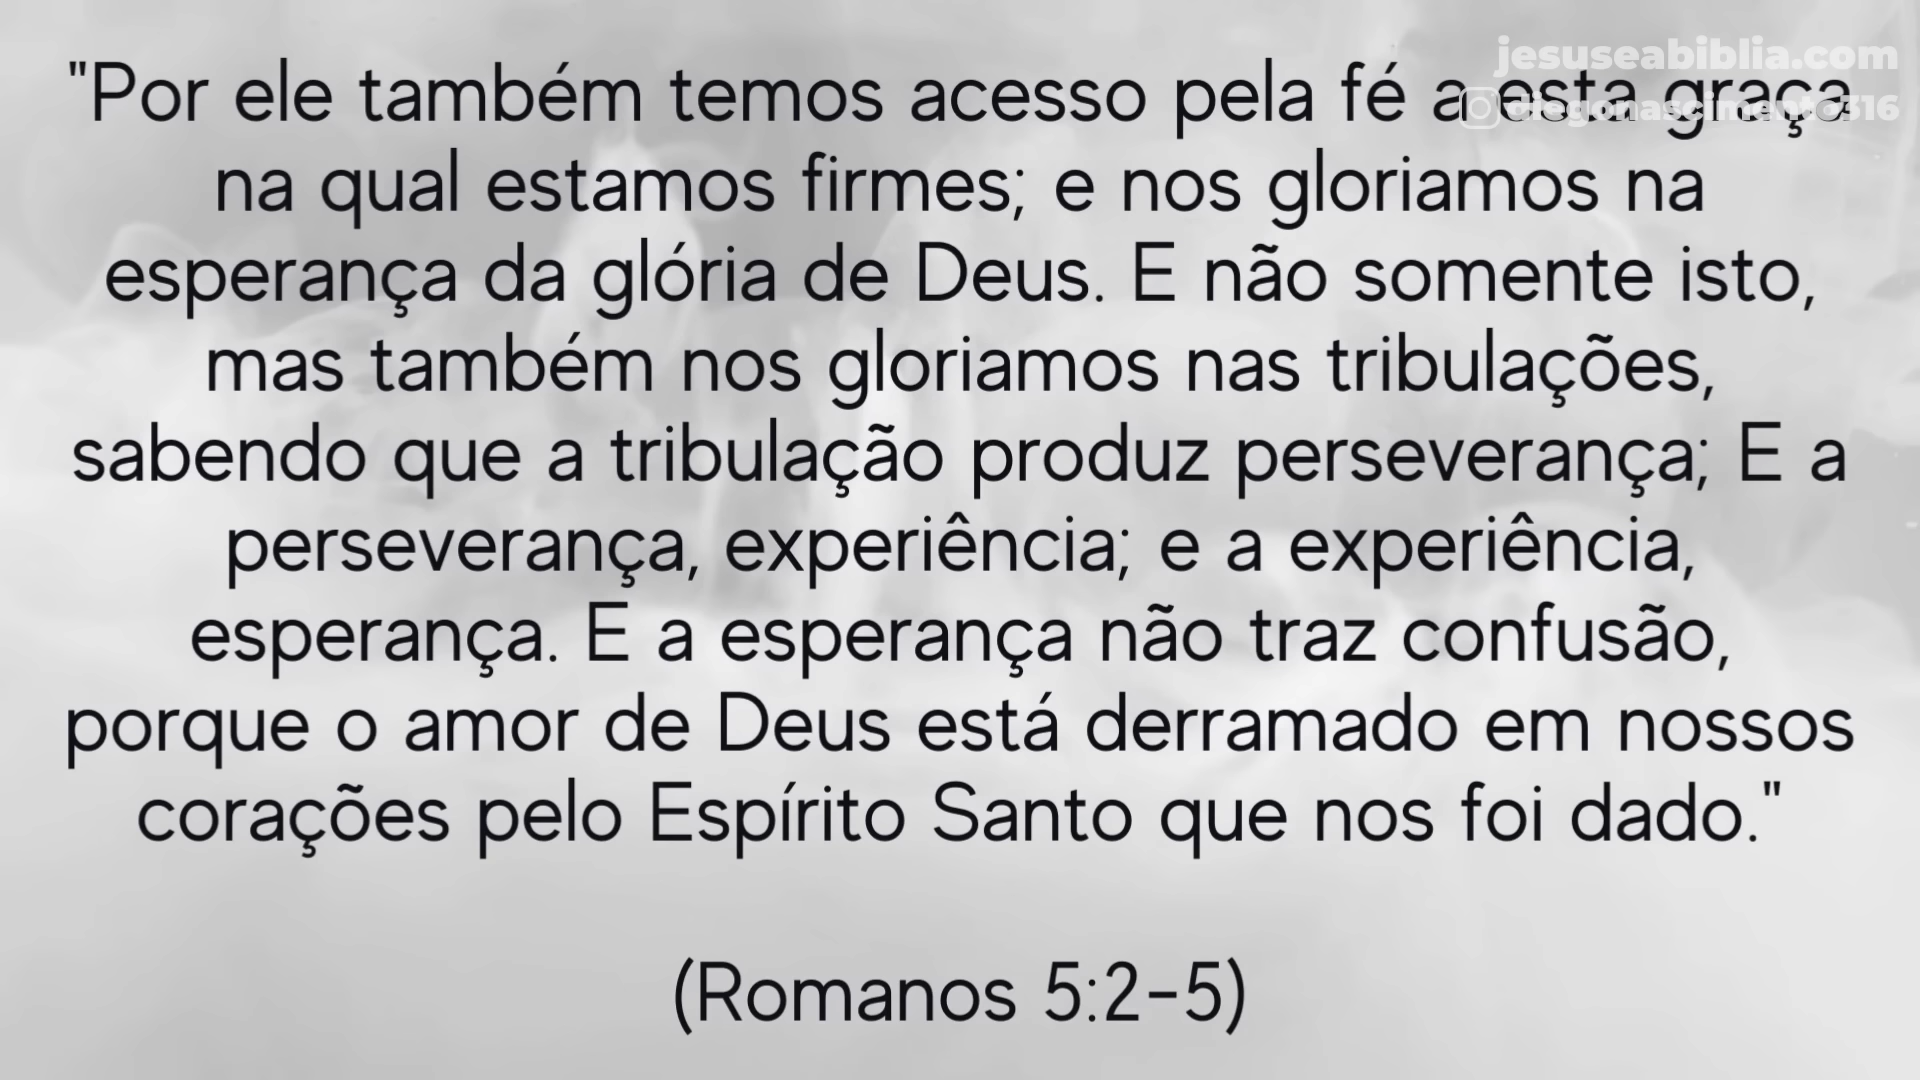 jesuseabiblia.com
diegonascimento316
"Por ele também temos acesso pela fé a esta graça
na qual estamos firmes; e nos gloriamos na
esperança da glória de Deus. E não somente isto,
mas também nos gloriamos nas tribulações,
sabendo que a tribulação produz perseverança; E a
perseverança, experiência; e a experiência,
esperança. E a esperança não traz confusão,
porque o amor de Deus está derramado em nossos
corações pelo Espírito Santo que nos foi dado."
(Romanos 5:2-5)